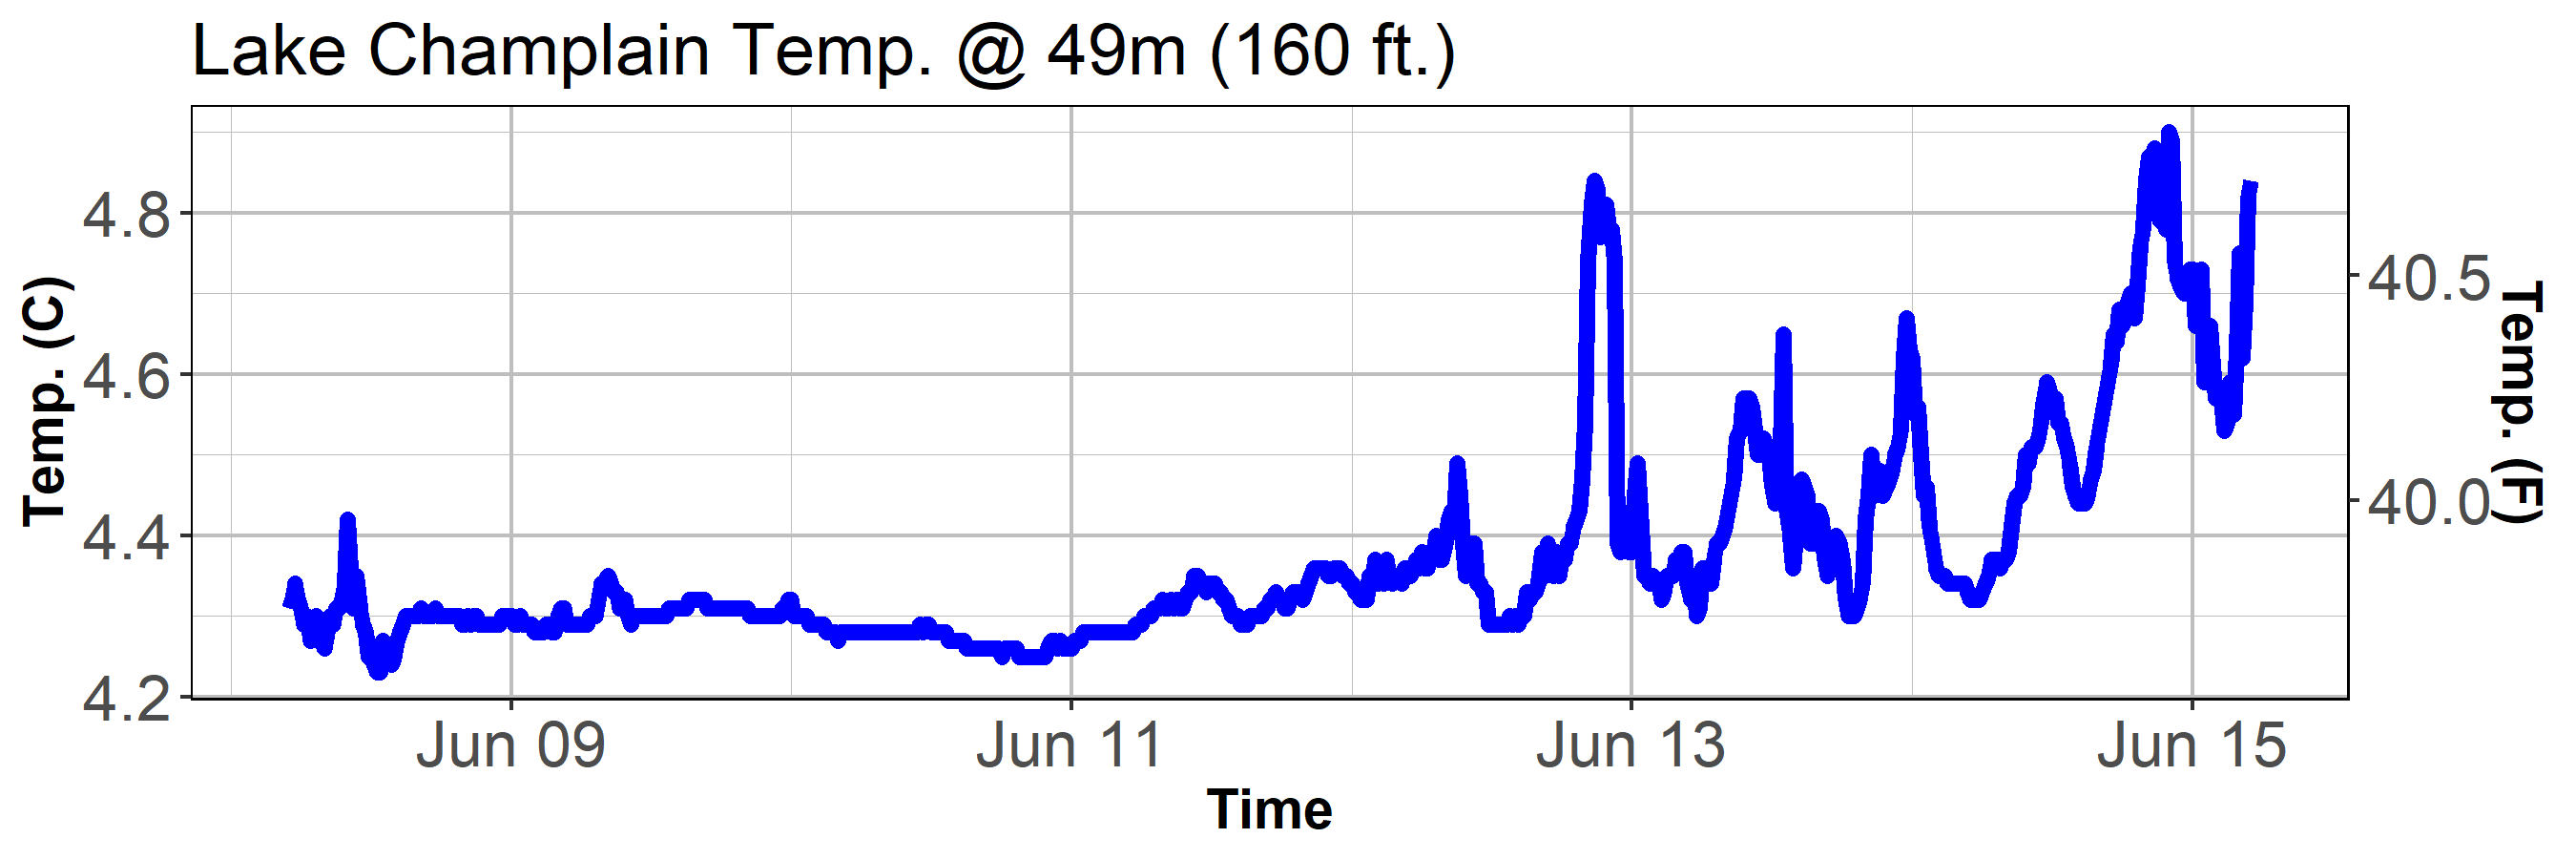 Lake Champlain Temp. @ 49m (160 ft.)
Temp. (C)
4.8
4.6
4.4
4.2
40.5
40.0
Temp. (F)
Jun 09 Jun 11 Jun 13 Jun 15
Time